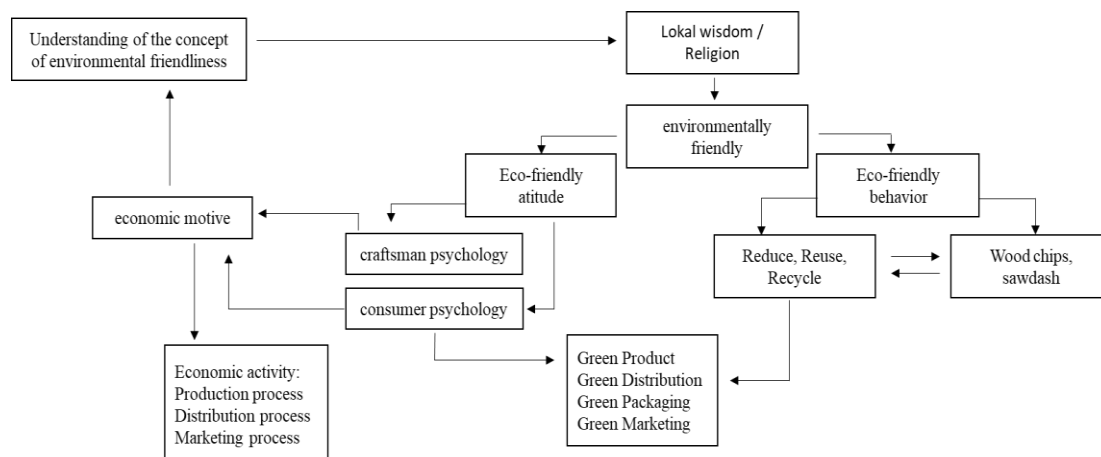 Understanding of the concept
of environmental friendliness
Lokal wisdom /
Religion
environmentally
friendly
Eco-friendly
atitude
Eco-friendly
behavior
economic motive
craftsman psychology
Reduce, Reuse,
Recycle
Wood chips,
sawdash
consumer psychology
Economic activity:
Production process
Distribution process
Marketing process
Green Product
Green Distribution
Green Packaging
Green Marketing